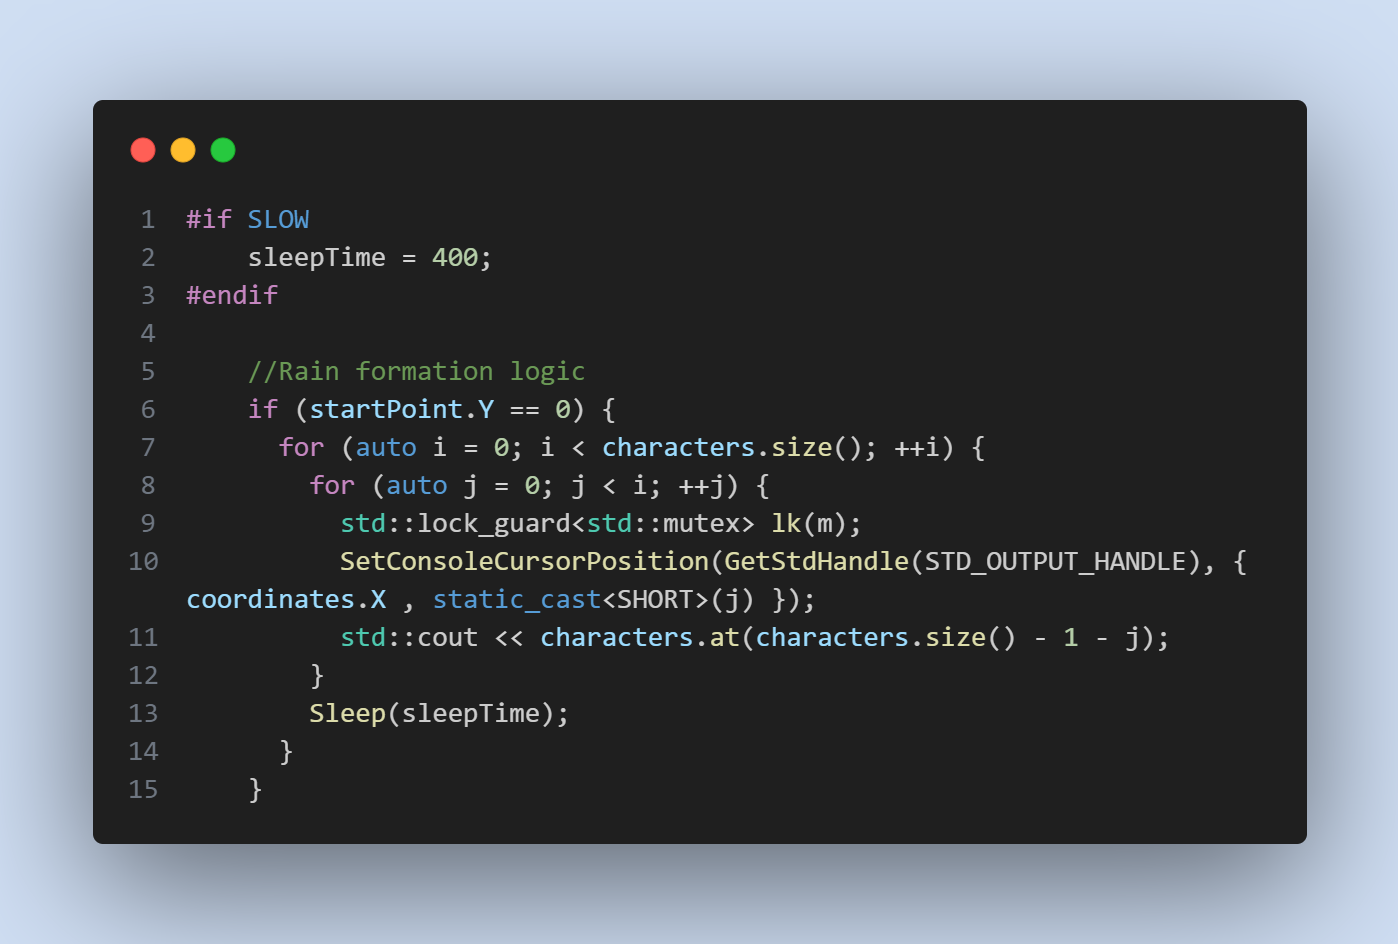 1 #if SLOW
2     sleepTime = 400;
3 #endif
4
5     //Rain formation logic
6     if (startPoint.Y == 0) {
7       for (auto i = 0; i < characters.size(); ++i) {
8         for (auto j = 0; j < i; ++j) {
9           std::lock_guard<std::mutex> lk(m);
10           SetConsoleCursorPosition(GetStdHandle(STD_OUTPUT_HANDLE), {
coordinates.X , static_cast<SHORT>(j) });
11           std::cout << characters.at(characters.size() - 1 - j);
12         }
13         Sleep(sleepTime);
14       }
15     }